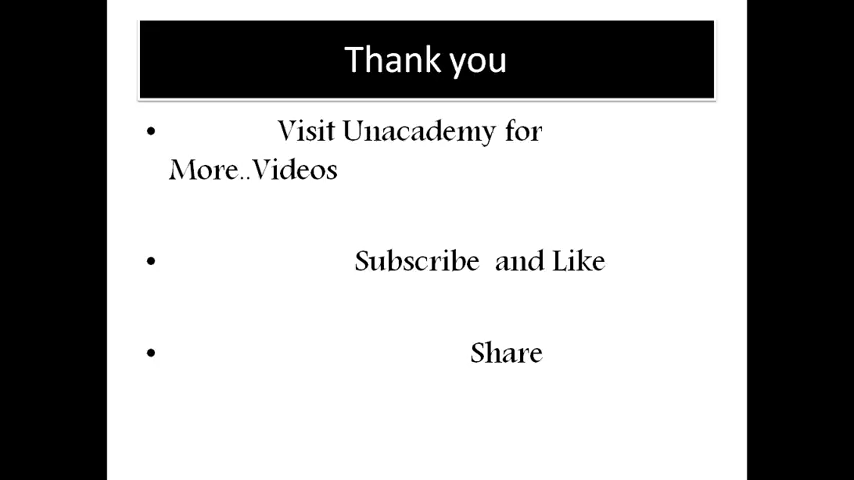 Thank you
• Visit Unacademy for
More..Videos
• Subscribe and Like
• Share